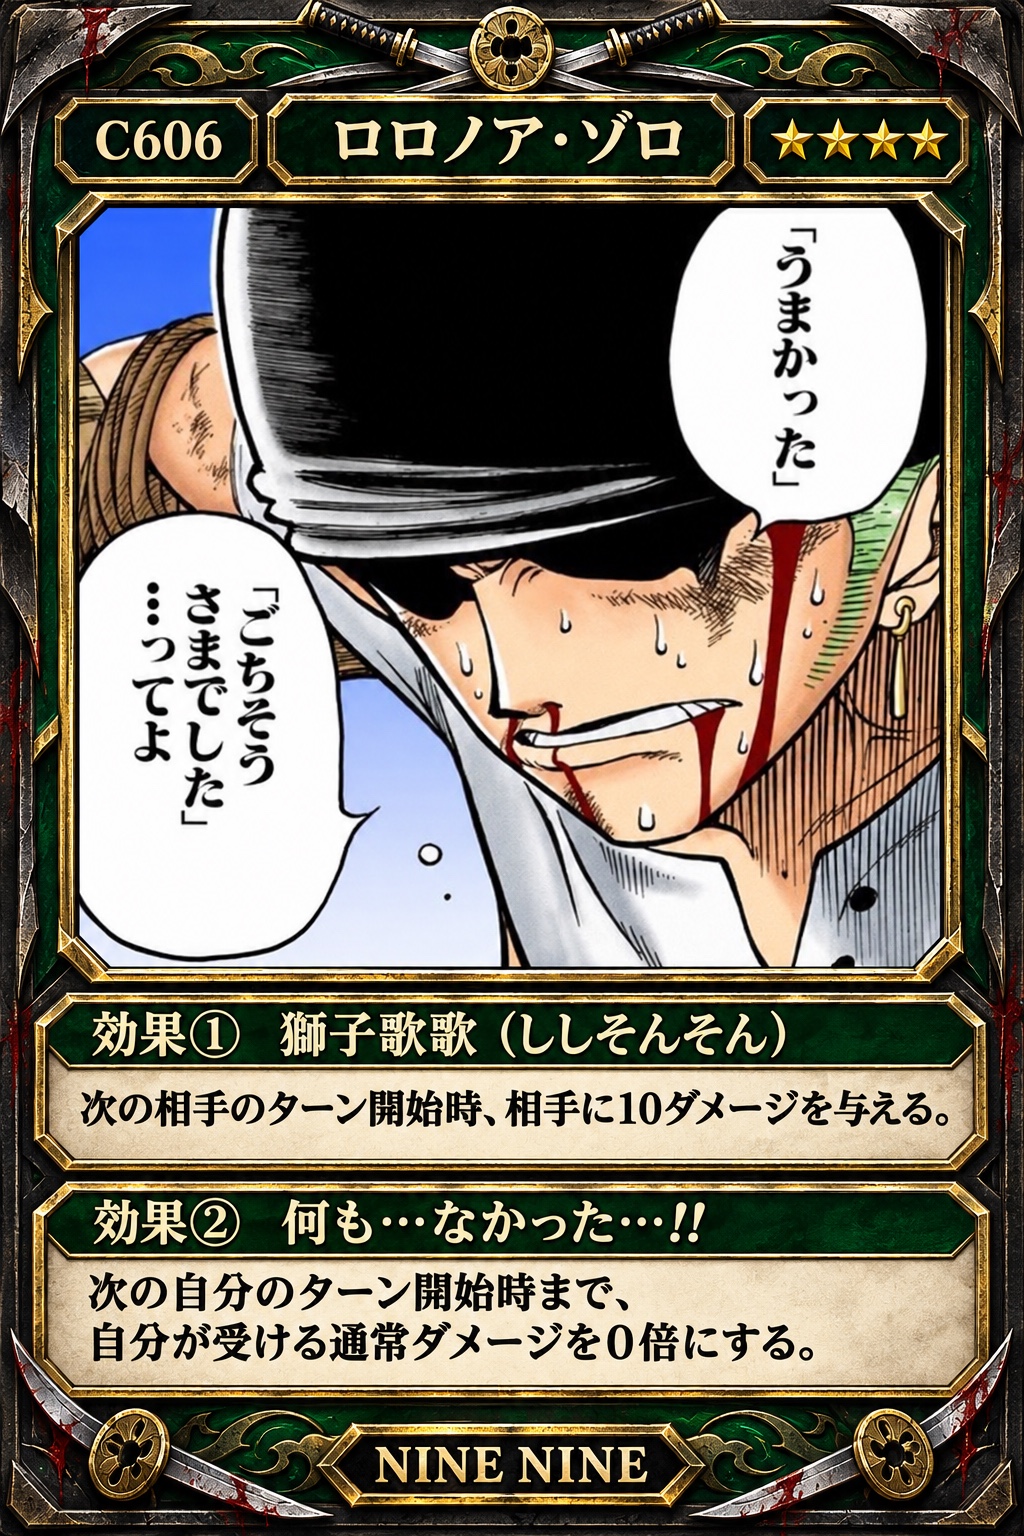 C606
ロロノア・ゾロ
★★★★
「うまかった」
「ごちそう
さまでした」
…ってよ
効果① 獅子歌歌（ししそんそん）
次の相手のターン開始時、相手に10ダメージを与える。
効果② 何も…なかった…!!
次の自分のターン開始時まで、
自分が受ける通常ダメージを0倍にする。
NINE NINE